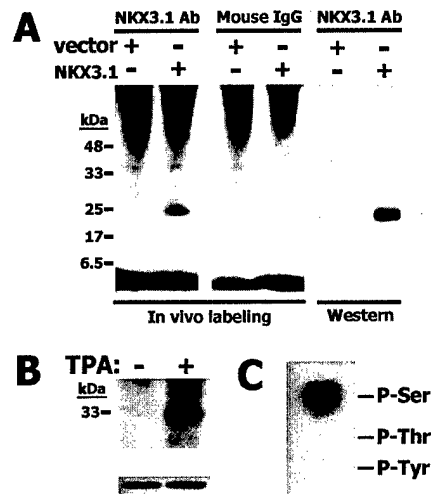 A
NKX3.1 Ab Mouse IgG NKX3.1 Ab
vector + - + - + -
NKX3.1 - + - + - +
kDa
48-
33-
25-
17-
6.5-
In vivo labeling Western
B TPA: - +
kDa
33-
C
-P-Ser
-P-Thr
-P-Tyr